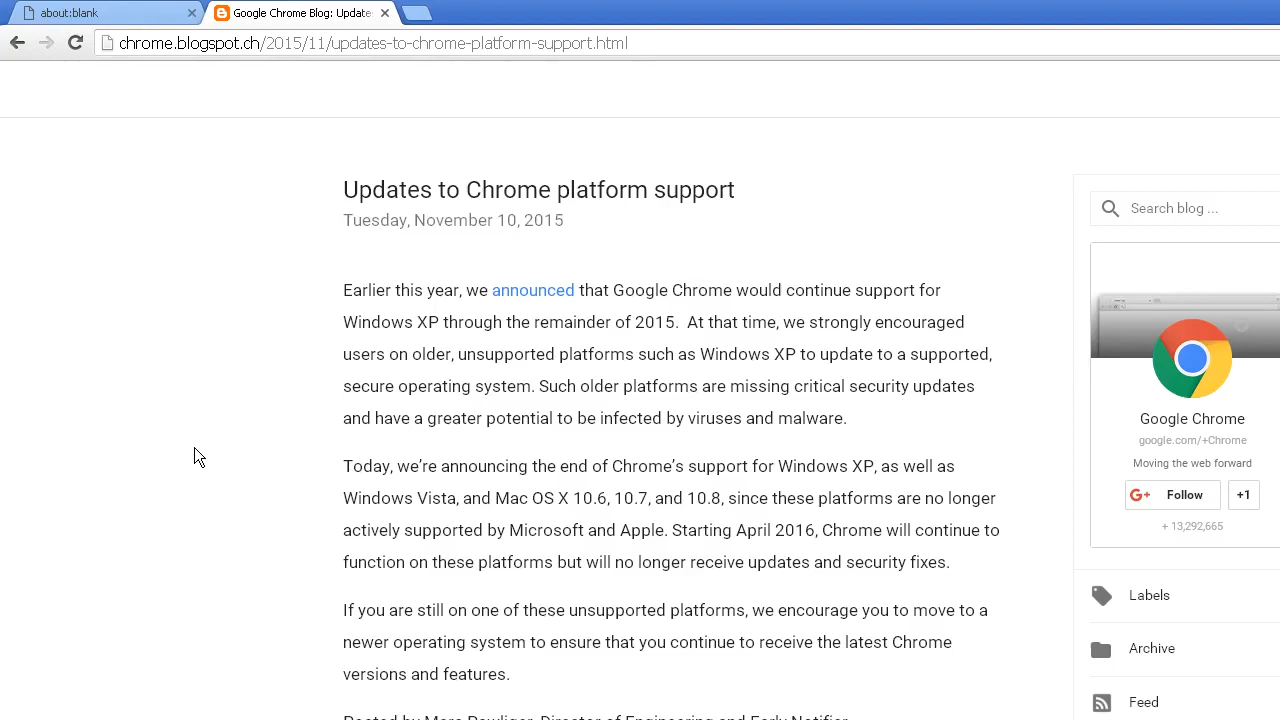 about:blank
Google Chrome Blog: Update
chrome.blogspot.ch/2015/11/updates-to-chrome-platform-support.html
Updates to Chrome platform support
Tuesday, November 10, 2015
Search blog ...
Earlier this year, we announced that Google Chrome would continue support for
Windows XP through the remainder of 2015.  At that time, we strongly encouraged
users on older, unsupported platforms such as Windows XP to update to a supported,
secure operating system. Such older platforms are missing critical security updates
and have a greater potential to be infected by viruses and malware.
Today, we’re announcing the end of Chrome’s support for Windows XP, as well as
Windows Vista, and Mac OS X 10.6, 10.7, and 10.8, since these platforms are no longer
actively supported by Microsoft and Apple. Starting April 2016, Chrome will continue to
function on these platforms but will no longer receive updates and security fixes.
If you are still on one of these unsupported platforms, we encourage you to move to a
newer operating system to ensure that you continue to receive the latest Chrome
versions and features.
Posted by Marc Pawliger, Director of Engineering and Early Notifier
Google Chrome
google.com/+Chrome
Moving the web forward
G+ Follow
+1
+ 13,292,665
Labels
Archive
Feed